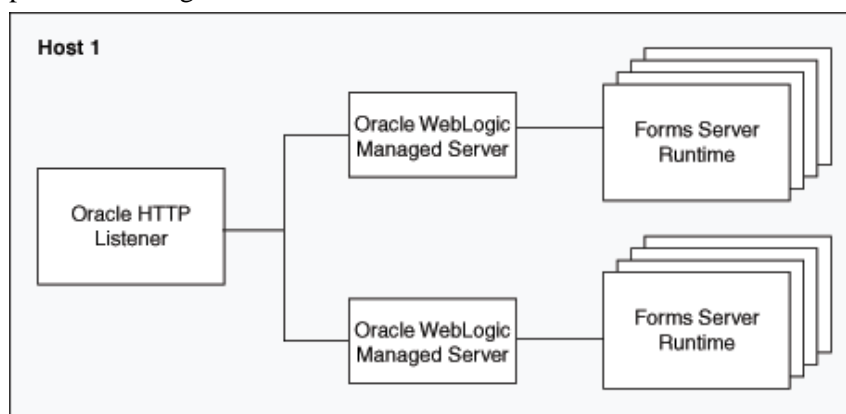 Host 1
Oracle HTTP
Listener
Oracle WebLogic
Managed Server
Forms Server
Runtime
Oracle WebLogic
Managed Server
Forms Server
Runtime